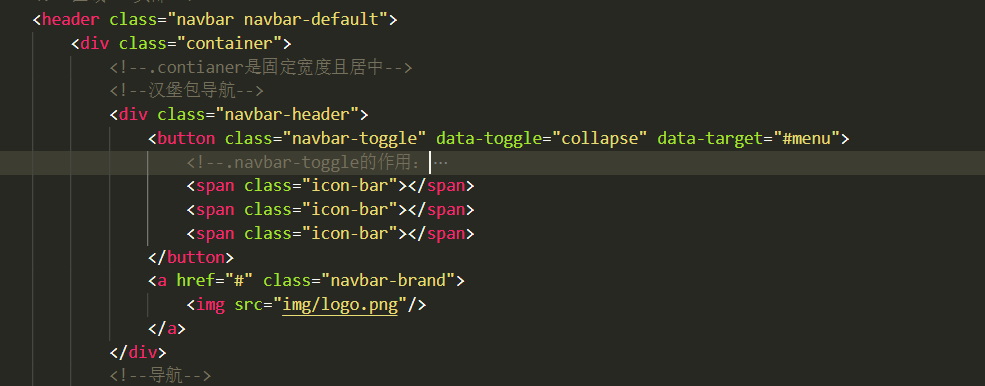 <header class="navbar navbar-default">
<div class="container">
<!--.contianer是固定宽度且居中-->
<!--汉堡包导航-->
<div class="navbar-header">
<button class="navbar-toggle" data-toggle="collapse" data-target="#menu">
<!--.navbar-toggle的作用：…
<span class="icon-bar"></span>
<span class="icon-bar"></span>
<span class="icon-bar"></span>
</button>
<a href="#" class="navbar-brand">
<img src="img/logo.png"/>
</a>
</div>
<!--导航-->